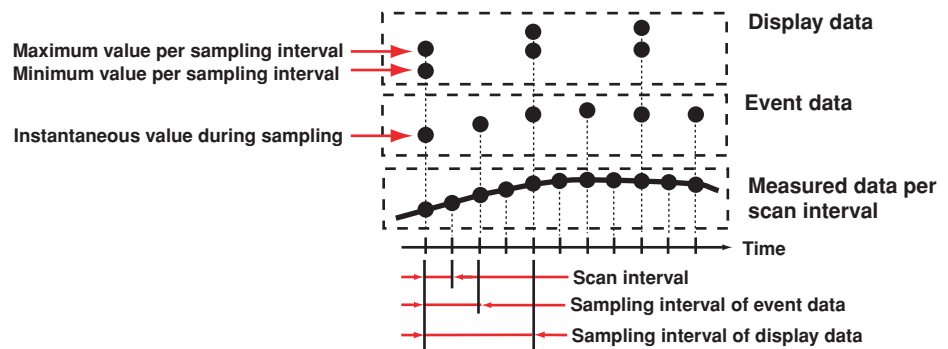 Display data
Maximum value per sampling interval
Minimum value per sampling interval
Event data
Instantaneous value during sampling
Measured data per
scan interval
Time
Scan interval
Sampling interval of event data
Sampling interval of display data